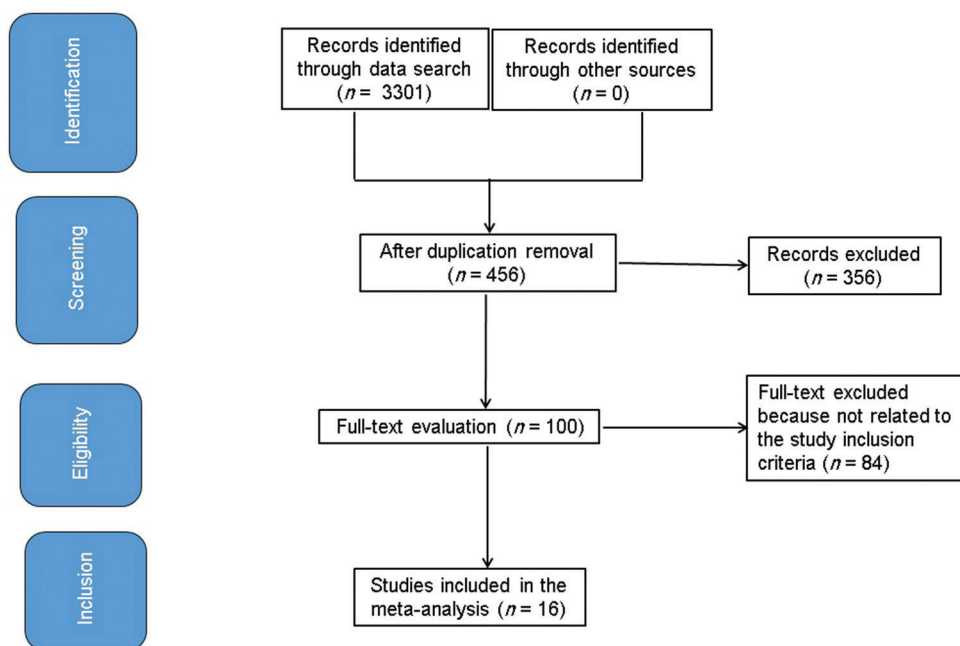 Identification
Records identified
through data search
(n = 3301)
Records identified
through other sources
(n = 0)
Screening
After duplication removal
(n = 456)
Records excluded
(n = 356)
Eligibility
Full-text evaluation (n = 100)
Full-text excluded
because not related to
the study inclusion
criteria (n = 84)
Inclusion
Studies included in the
meta-analysis (n = 16)